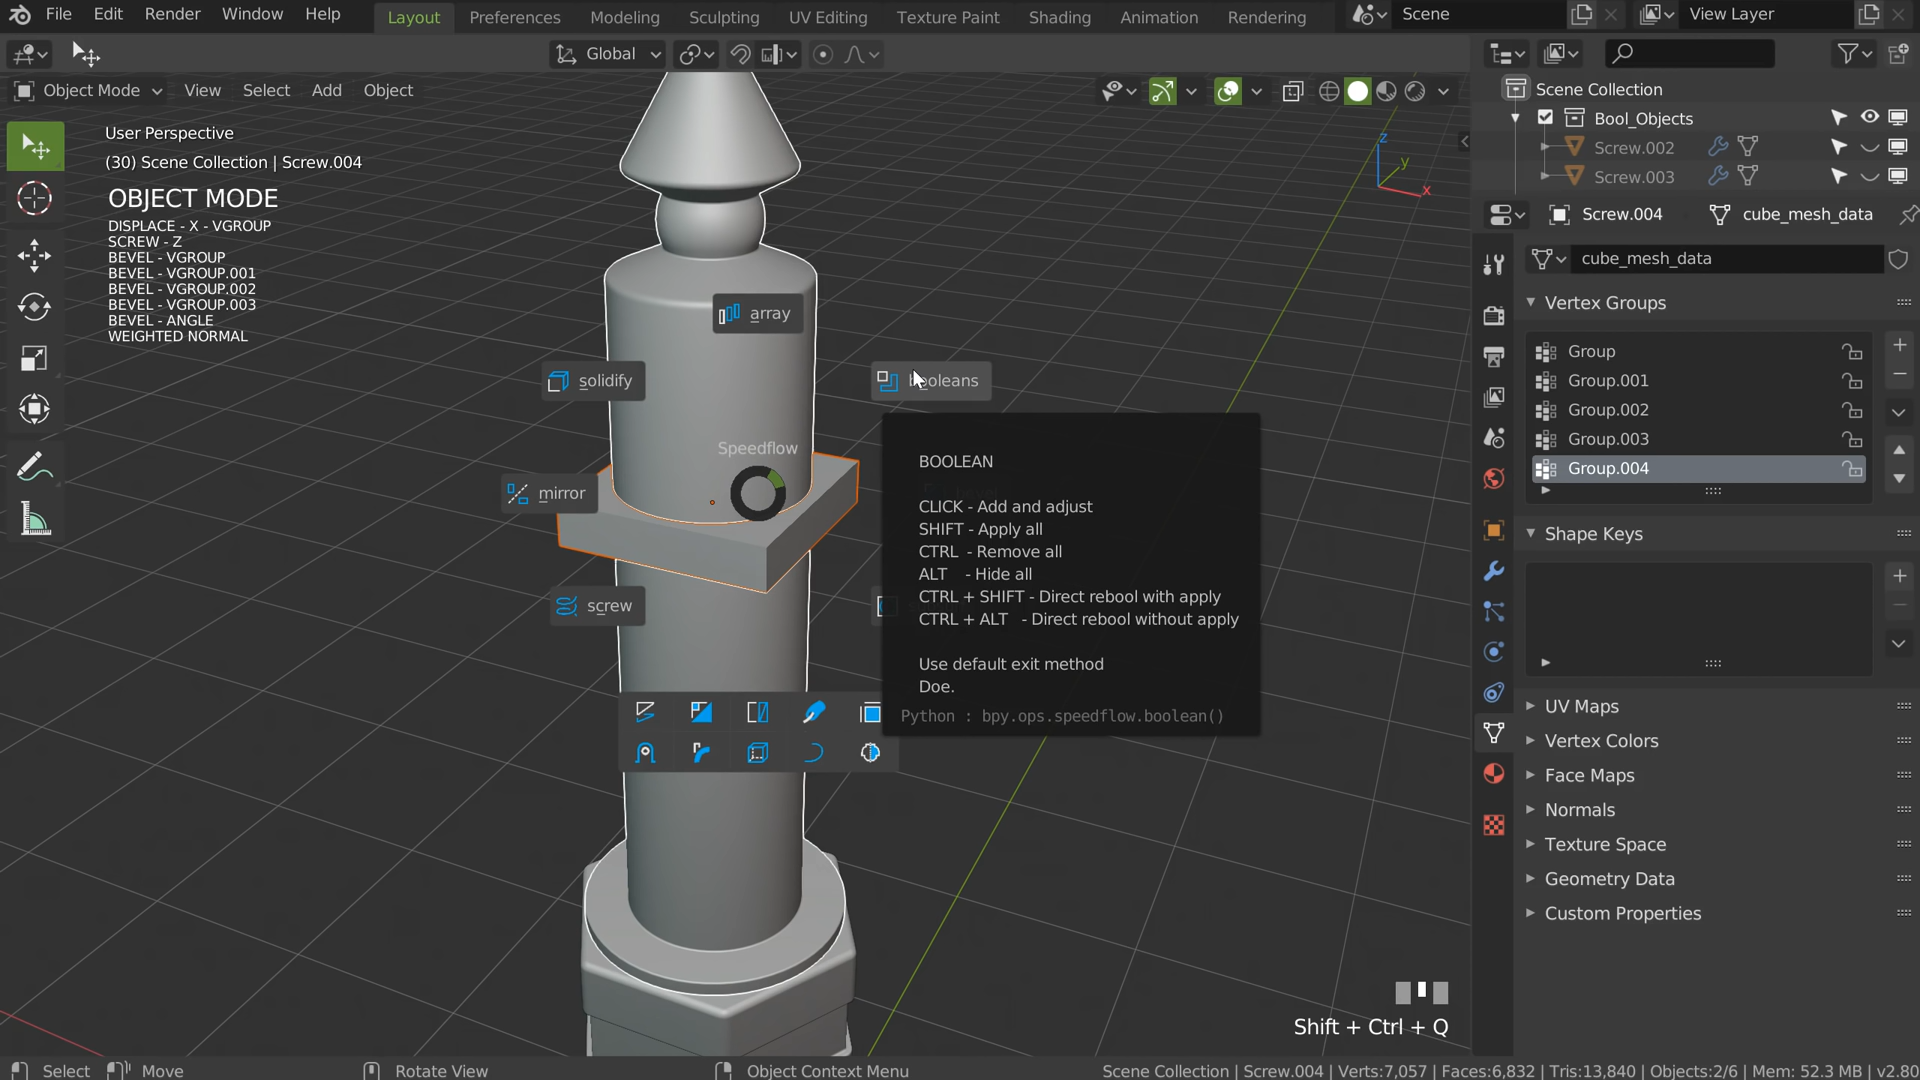 File Edit Render Window Help Layout Preferences Modeling Sculpting UV Editing Texture Paint Shading Animation Rendering Scene View Layer
Global
Object Mode View Select Add Object
User Perspective
(30) Scene Collection | Screw.004
OBJECT MODE
DISPLACE - X - VGROUP
SCREW - Z
BEVEL - VGROUP
BEVEL - VGROUP.001
BEVEL - VGROUP.002
BEVEL - VGROUP.003
BEVEL - ANGLE
WEIGHTED NORMAL
z
y
x
array
solidify
booleans
Speedflow
mirror
screw
BOOLEAN
CLICK - Add and adjust
SHIFT - Apply all
CTRL - Remove all
ALT - Hide all
CTRL + SHIFT - Direct rebool with apply
CTRL + ALT - Direct rebool without apply
Use default exit method
Doe.
Python : bpy.ops.speedflow.boolean()
Shift + Ctrl + Q
Scene Collection
Bool_Objects
Screw.002
Screw.003
Screw.004 cube_mesh_data
cube_mesh_data
Vertex Groups
Group
Group.001
Group.002
Group.003
Group.004
Shape Keys
UV Maps
Vertex Colors
Face Maps
Normals
Texture Space
Geometry Data
Custom Properties
Select Move Rotate View Object Context Menu Scene Collection | Screw.004 | Verts:7,057 | Faces:6,832 | Tris:13,840 | Objects:2/6 | Mem: 52.3 MB | v2.80